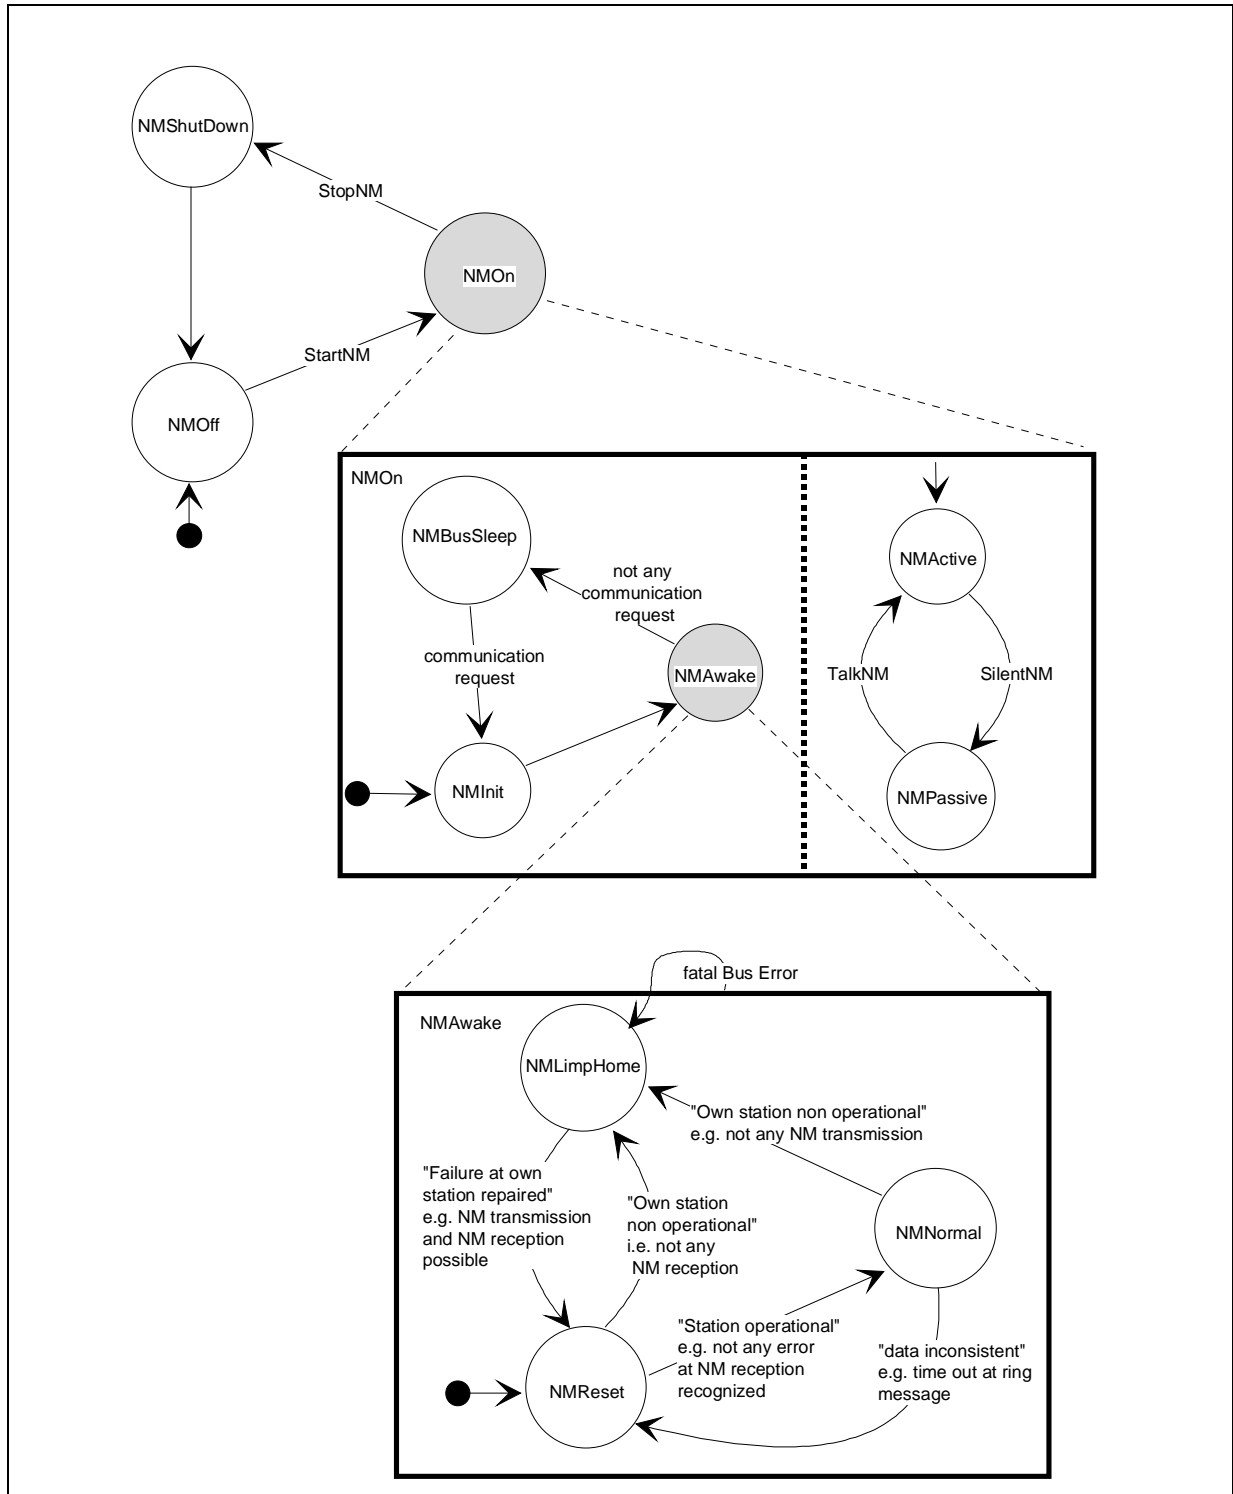 NMShutDown
StopNM
NMOn
StartNM
NMOff
NMOn
NMBusSleep
not any
communication
request
communication
request
NMAwake
NMInit
NMActive
TalkNM
SilentNM
NMPassive
fatal Bus Error
NMAwake
NMLimpHome
"Own station non operational"
e.g. not any NM transmission
"Failure at own
station repaired"
e.g. NM transmission
and NM reception
possible
"Own station
non operational"
i.e. not any
NM reception
NMNormal
"Station operational"
e.g. not any error
at NM reception
recognized
"data inconsistent"
e.g. time out at ring
message
NMReset